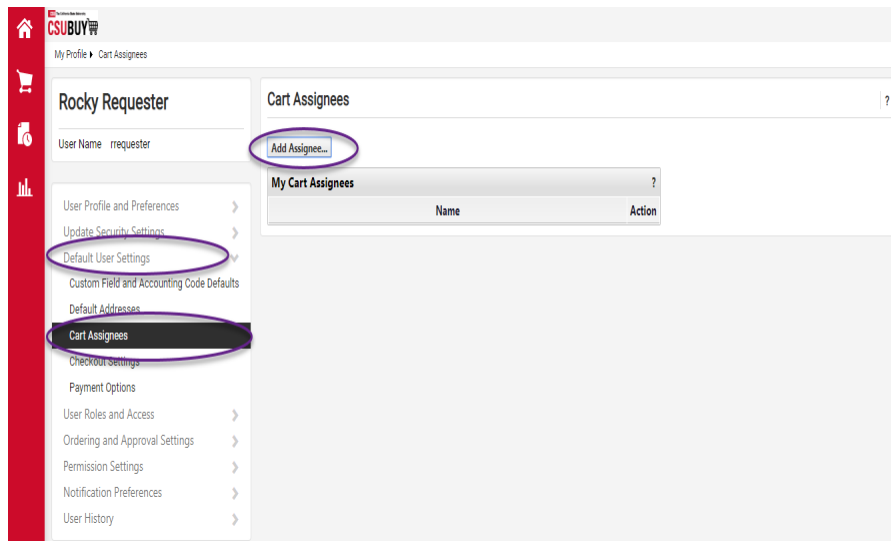 CSUBUY
My Profile Cart Assignees
Rocky Requester
User Name rrequester
User Profile and Preferences
Update Security Settings
Default User Settings
Custom Field and Accounting Code Defaults
Default Addresses
Cart Assignees
Checkout Settings
Payment Options
User Roles and Access
Ordering and Approval Settings
Permission Settings
Notification Preferences
User History
Cart Assignees ?
Add Assignee...
My Cart Assignees ?
Name Action